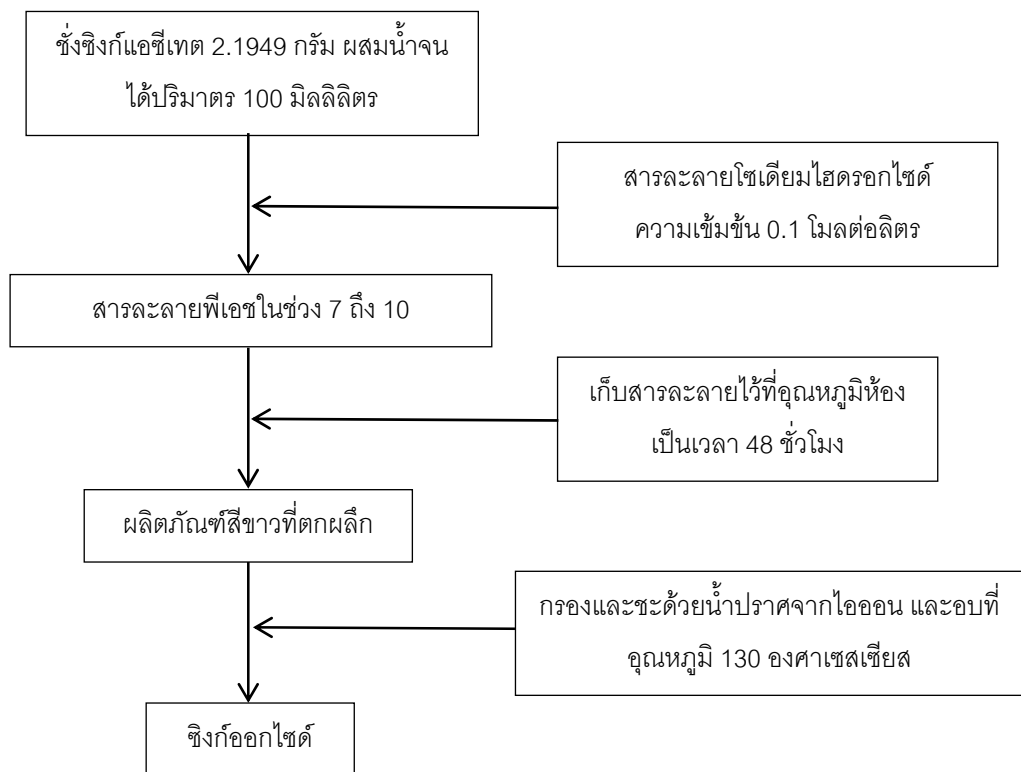 ชั่งซิงก์แอซีเทต 2.1949 กรัม ผสมน้ำจน
ได้ปริมาตร 100 มิลลิลิตร
สารละลายโซเดียมไฮดรอกไซด์
ความเข้มข้น 0.1 โมลต่อลิตร
สารละลายพีเอชในช่วง 7 ถึง 10
เก็บสารละลายไว้ที่อุณหภูมิห้อง
เป็นเวลา 48 ชั่วโมง
ผลิตภัณฑ์สีขาวที่ตกผลึก
กรองและชะด้วยน้ำปราศจากไอออน และอบที่
อุณหภูมิ 130 องศาเซสเซียส
ซิงก์ออกไซด์